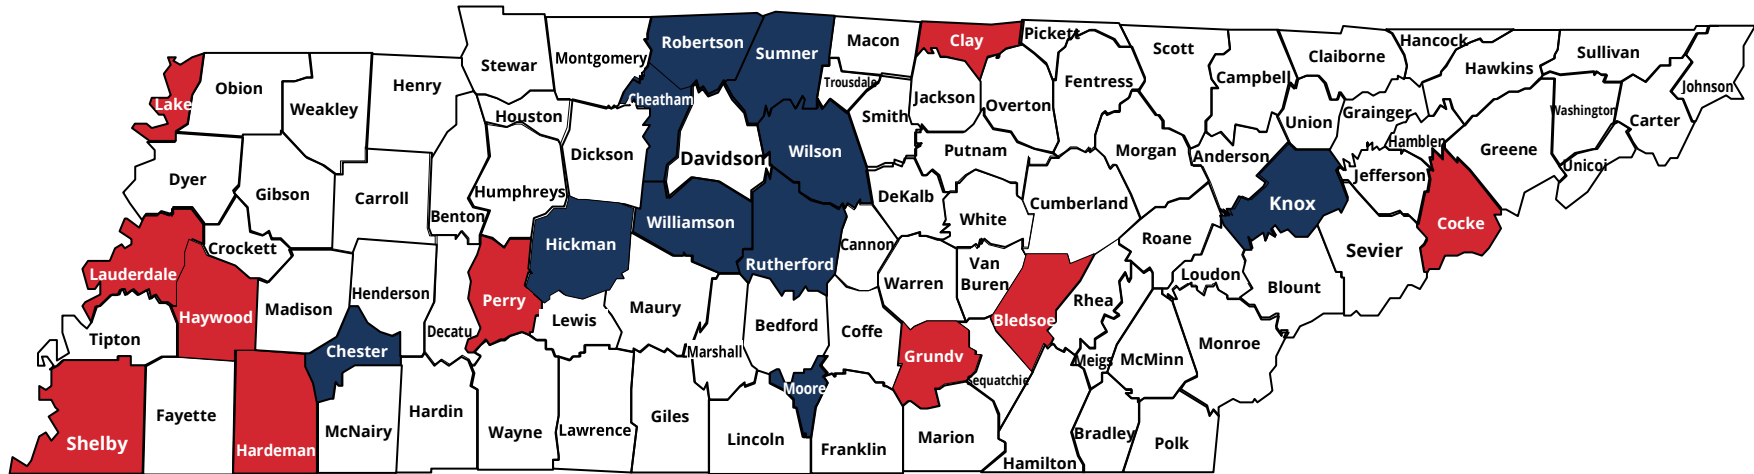 Lake
Obion
Weakley
Henry
Stewar
Montgomery
Robertson
Sumner
Macon
Clay
Pickett
Scott
Claiborne
Hancock
Hawkins
Sullivan
Johnson
Carter
Washington
Unicoi
Greene
Hamblen
Grainger
Union
Campbell
Fentress
Overton
Jackson
Trousdale
Smith
Cheatham
Houston
Dickson
Davidson
Wilson
Putnam
Morgan
Anderson
Knox
Jefferson
Cocke
Sevier
Dyer
Gibson
Carroll
Benton
Humphreys
Hickman
Williamson
Rutherford
Cannon
DeKalb
White
Cumberland
Roane
Loudon
Blount
Lauderdale
Crockett
Haywood
Madison
Henderson
Decatu
Perry
Lewis
Maury
Marshall
Bedford
Coffe
Warren
Van
Buren
Bledsoe
Rhea
Meigs
McMinn
Monroe
Tipton
Shelby
Fayette
Hardeman
Chester
McNairy
Hardin
Wayne
Lawrence
Giles
Lincoln
Moore
Franklin
Grundv
Sequatchie
Marion
Hamilton
Bradley
Polk